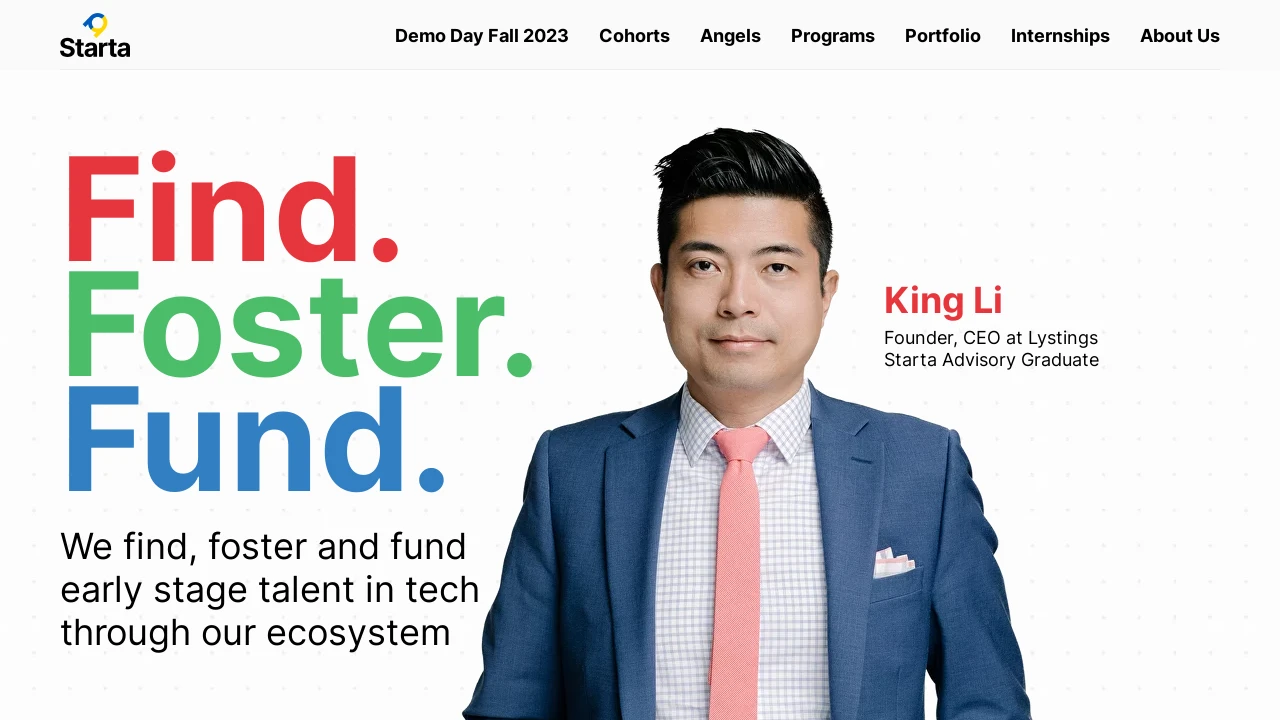 Starta
Demo Day Fall 2023
Cohorts
Angels
Programs
Portfolio
Internships
About Us
Find.
Foster.
Fund.
We find, foster and fund
early stage talent in tech
through our ecosystem
King Li
Founder, CEO at Lystings
Starta Advisory Graduate